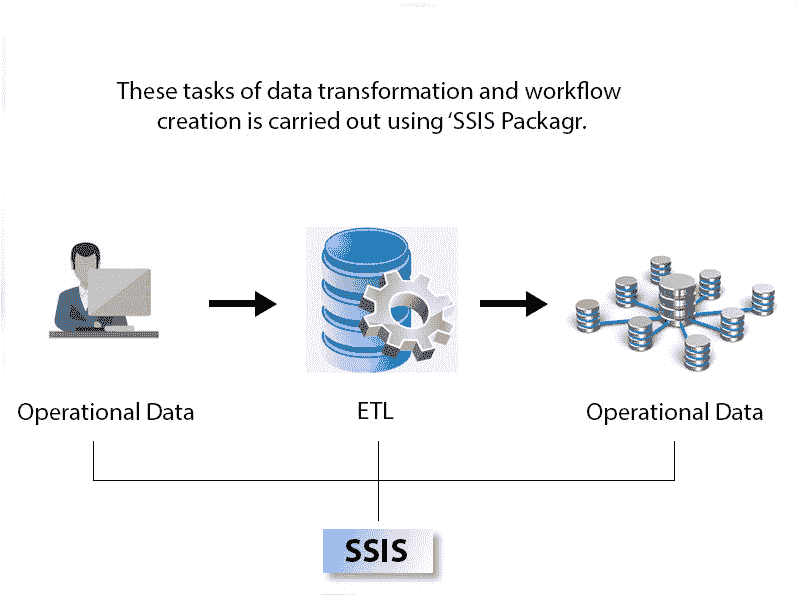 These tasks of data transformation and workflow
creation is carried out using ‘SSIS Packagr.
Operational Data
ETL
Operational Data
SSIS